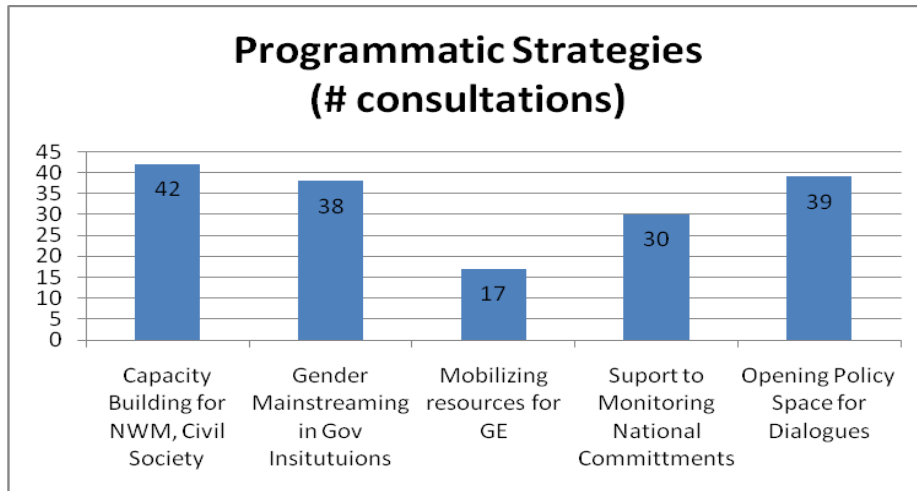 Programmatic Strategies
(# consultations)
45
40
35
30
25
20
15
10
5
0
42
38
17
30
39
Capacity
Building for
NWM, Civil
Society
Gender
Mainstreaming
in Gov
Insitutuions
Mobilizing
resources for
GE
Suport to
Monitoring
National
Committments
Opening Policy
Space for
Dialogues